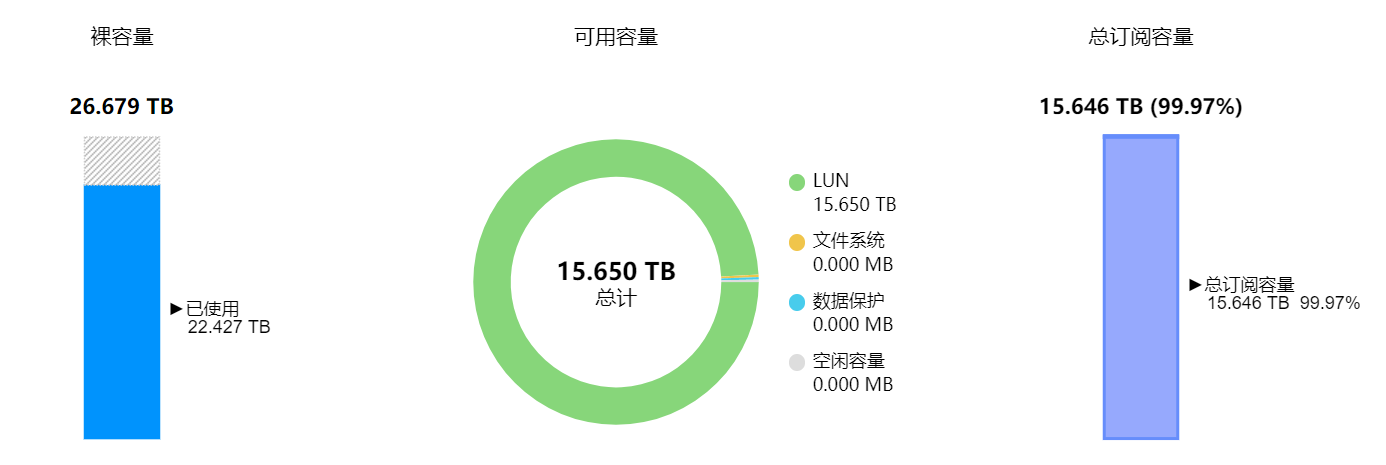 裸容量
26.679 TB
▶已使用
22.427 TB
可用容量
15.650 TB
总计
LUN
15.650 TB
文件系统
0.000 MB
数据保护
0.000 MB
空闲容量
0.000 MB
总订阅容量
15.646 TB (99.97%)
▶总订阅容量
15.646 TB 99.97%